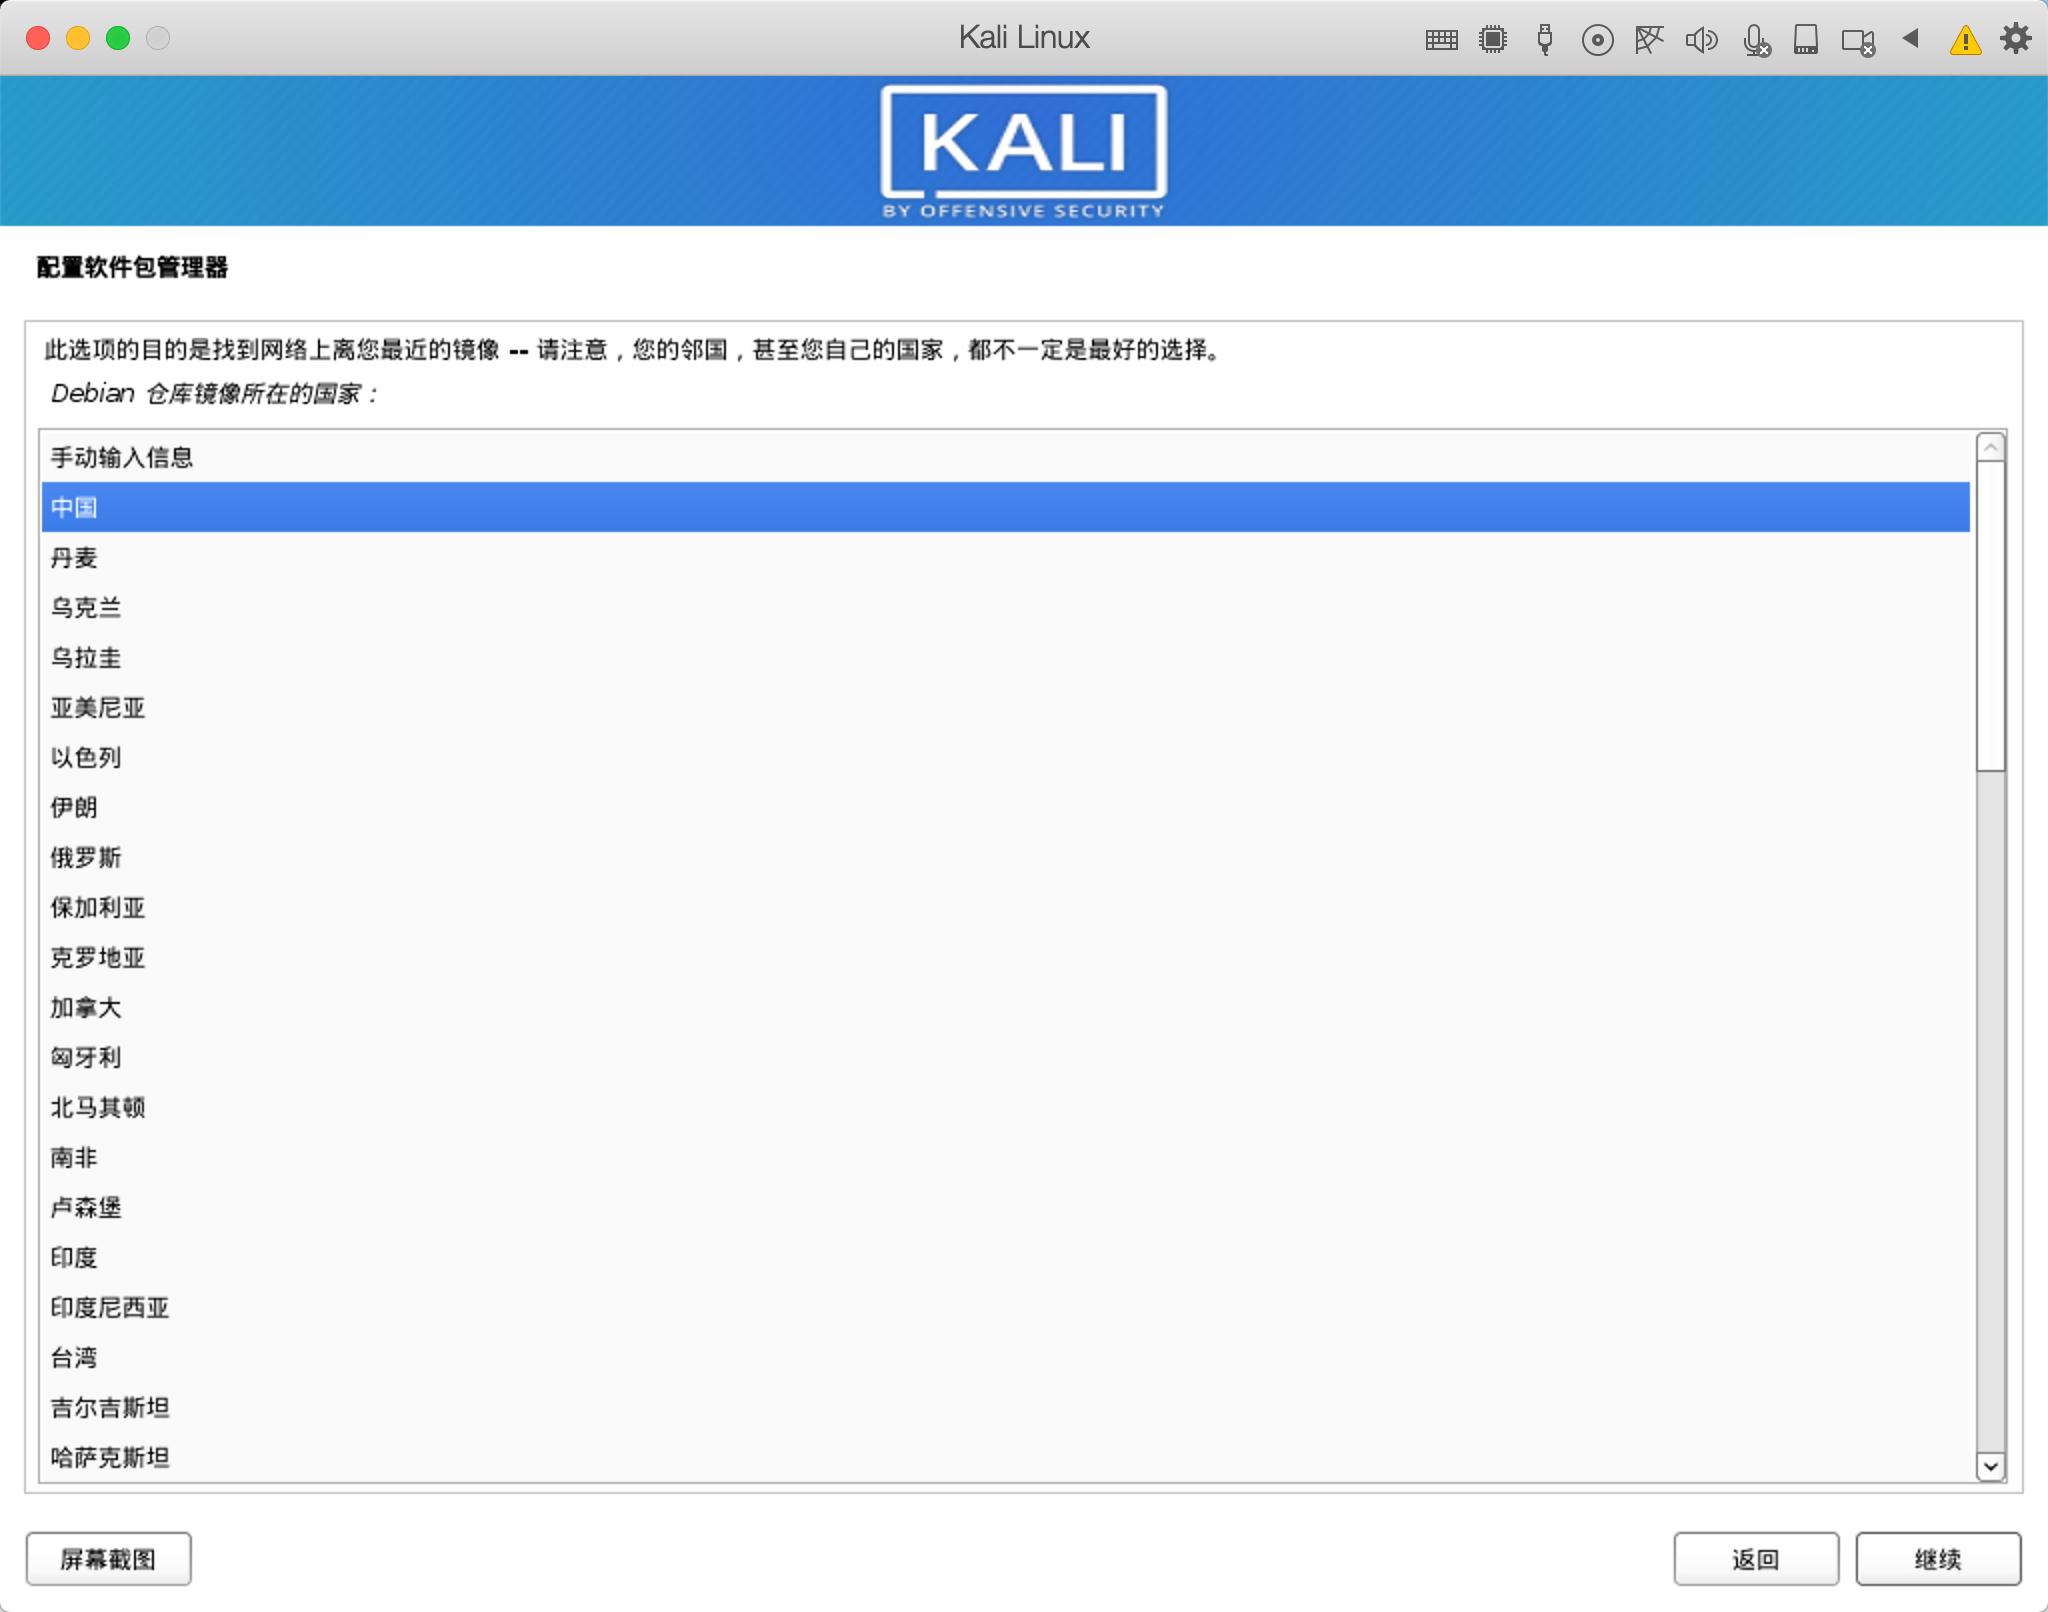 Kali Linux
KALI
BY OFFENSIVE SECURITY
配置软件包管理器
此选项的目的是找到网络上离您最近的镜像 -- 请注意，您的邻国，甚至您自己的国家，都不一定是最好的选择。
Debian 仓库镜像所在的国家：
手动输入信息
中国
丹麦
乌克兰
乌拉圭
亚美尼亚
以色列
伊朗
俄罗斯
保加利亚
克罗地亚
加拿大
匈牙利
北马其顿
南非
卢森堡
印度
印度尼西亚
台湾
吉尔吉斯坦
哈萨克斯坦
屏幕截图
返回
继续